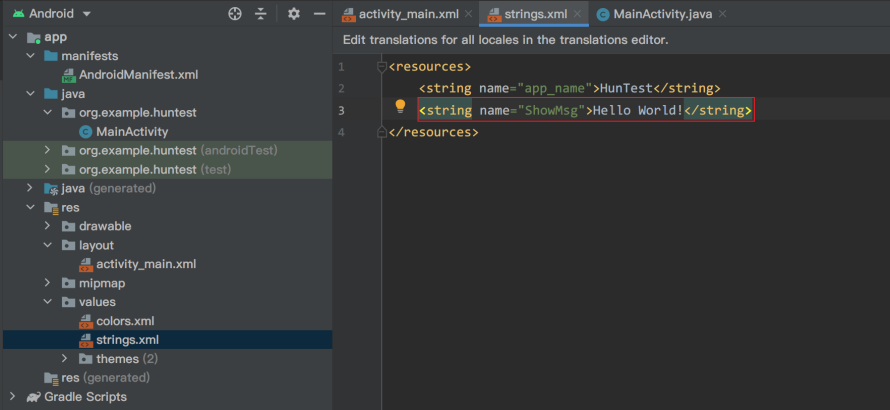 Android
app
manifests
AndroidManifest.xml
java
org.example.huntest
MainActivity
org.example.huntest (androidTest)
org.example.huntest (test)
java (generated)
res
drawable
layout
activity_main.xml
mipmap
values
colors.xml
strings.xml
themes (2)
res (generated)
Gradle Scripts
activity_main.xml
strings.xml
MainActivity.java
Edit translations for all locales in the translations editor.
1 <resources>
2 <string name="app_name">HunTest</string>
3 <string name="ShowMsg">Hello World!</string>
4 </resources>